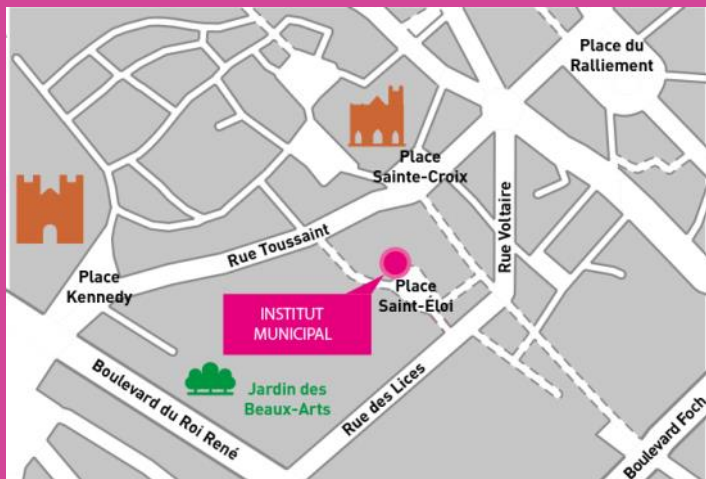 Place du
Ralliement
Place
Sainte-Croix
Rue Voltaire
Rue Toussaint
Place
Kennedy
Place
Saint-Éloi
INSTITUT
MUNICIPAL
Jardin des
Beaux-Arts
Rue des Lices
Boulevard du Roi René
Boulevard Foch